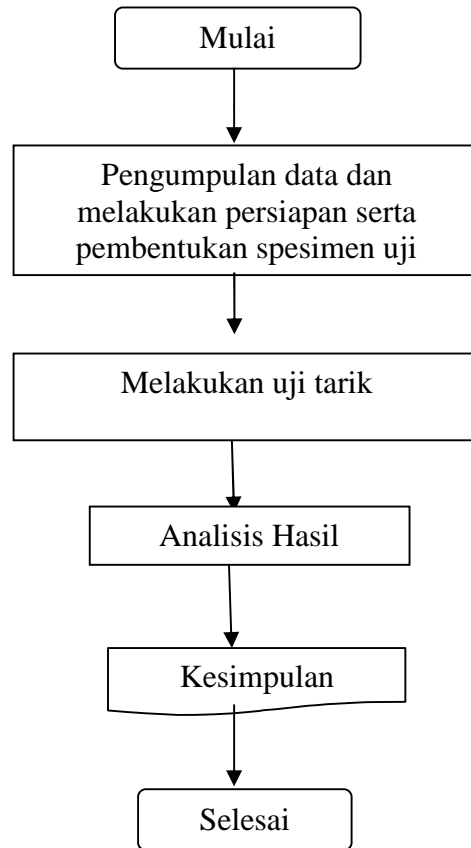 Mulai
Pengumpulan data dan
melakukan persiapan serta
pembentukan spesimen uji
Melakukan uji tarik
Analisis Hasil
Kesimpulan
Selesai